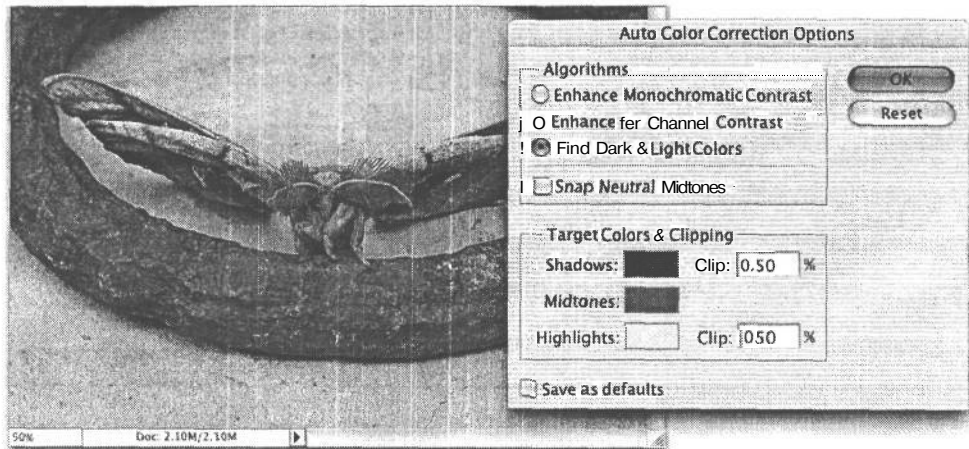 Auto Color Correction Options
Algorithms
Enhance Monochromatic Contrast
j O Enhance fer Channel Contrast
! Find Dark & Light Colors
I Snap Neutral Midtones
OK
Reset
Target Colors & Clipping
Shadows: Clip: 0.50 %
Midtones:
Highlights: Clip: 050 %
Save as defaults
50% Doc: 2.10M/2.10M